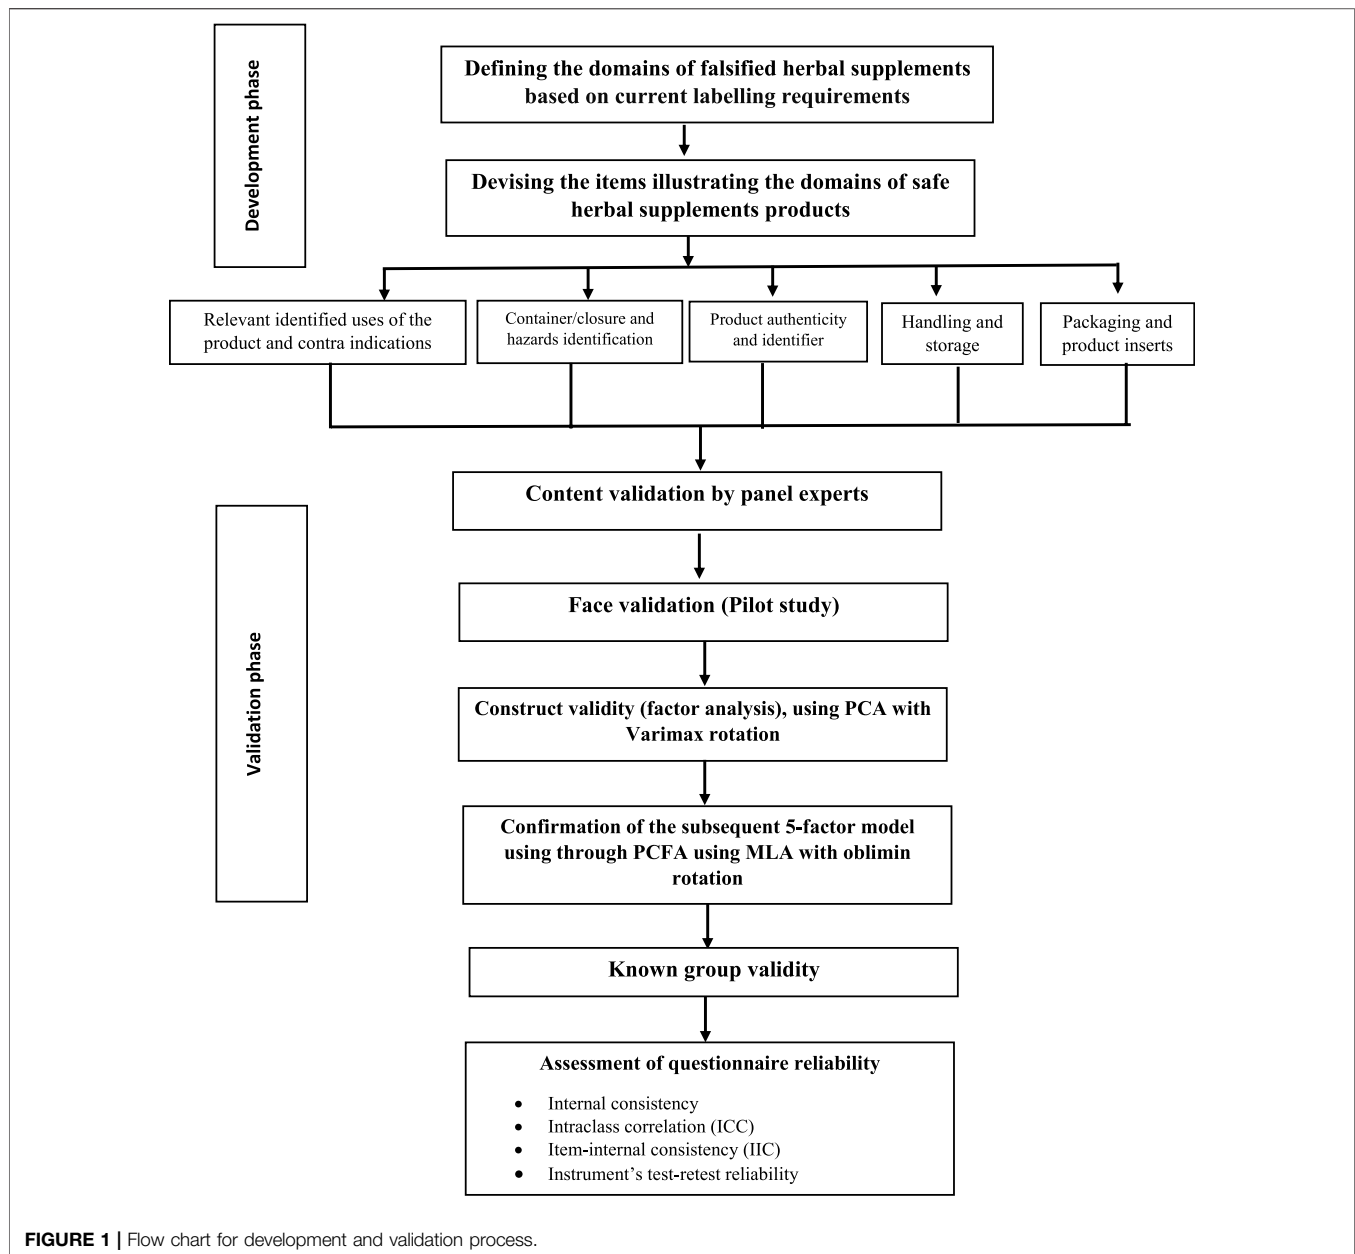 Development phase
Defining the domains of falsified herbal supplements
based on current labelling requirements
Devising the items illustrating the domains of safe
herbal supplements products
Relevant identified uses of the
product and contra indications
Container/closure and
hazards identification
Product authenticity
and identifier
Handling and
storage
Packaging and
product inserts
Validation phase
Content validation by panel experts
Face validation (Pilot study)
Construct validity (factor analysis), using PCA with
Varimax rotation
Confirmation of the subsequent 5-factor model
using through PCFA using MLA with oblimin
rotation
Known group validity
Assessment of questionnaire reliability
• Internal consistency
• Intraclass correlation (ICC)
• Item-internal consistency (IIC)
• Instrument’s test-retest reliability
FIGURE 1 | Flow chart for development and validation process.